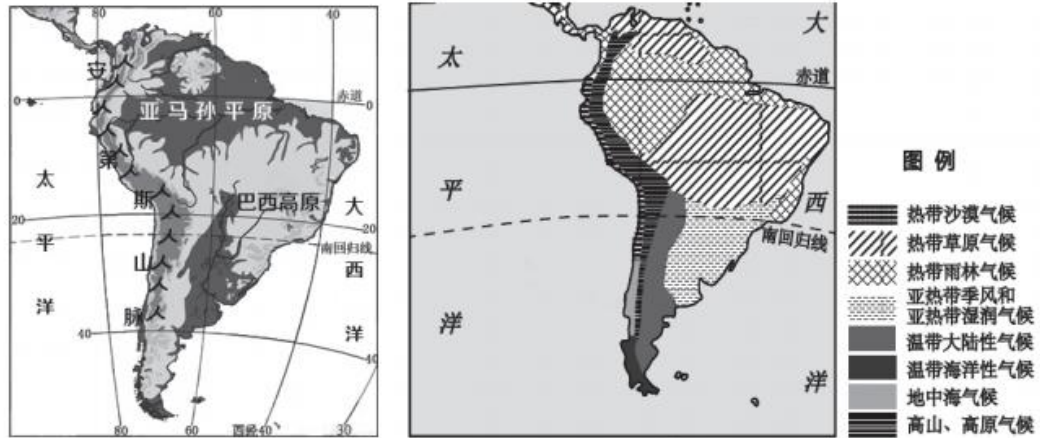 80
60
40
安
第
斯
山
脉
亚马孙平原
赤道
0
0
太
平
洋
巴西高原
大
西
洋
20
20
南回归线
40
40
80
60
西经40
30
太
平
洋
大
西
洋
赤道
南回归线
图例
热带沙漠气候
热带草原气候
热带雨林气候
亚热带季风和
亚热带湿润气候
温带大陆性气候
温带海洋性气候
地中海气候
高山、高原气候